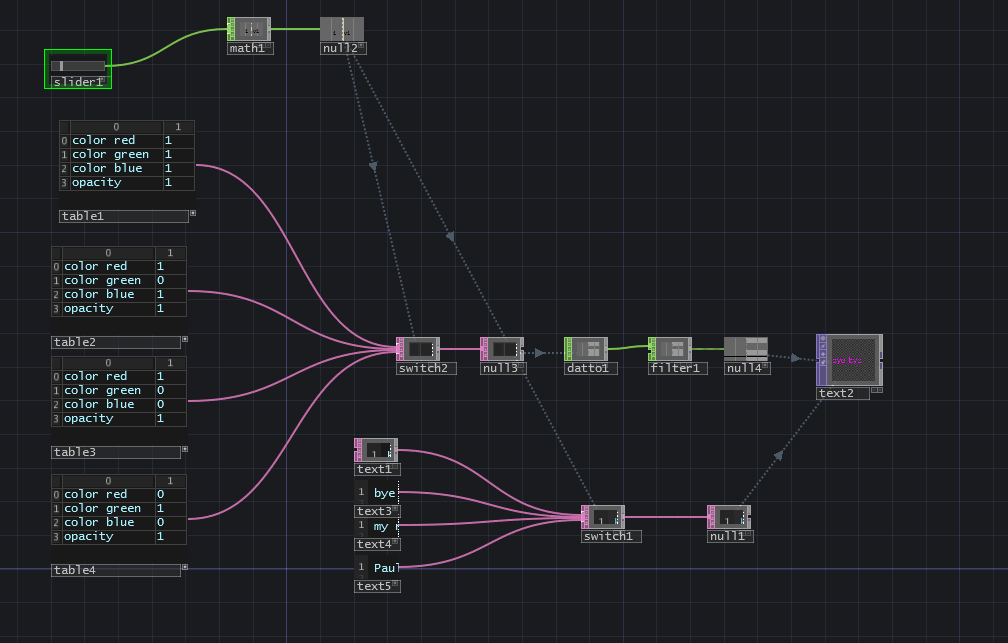 math1
null2
slider1
0 1
0 color red 1
1 color green 1
2 color blue 1
3 opacity 1
table1
0 1
0 color red 1
1 color green 0
2 color blue 1
3 opacity 1
table2
0 1
0 color red 1
1 color green 0
2 color blue 0
3 opacity 1
table3
0 1
0 color red 0
1 color green 1
2 color blue 0
3 opacity 1
table4
switch2
null3
datto1
filter1
null4
text2
1
text1
1 bye
text3
1 my
text4
1 Paul
text5
switch1
null1